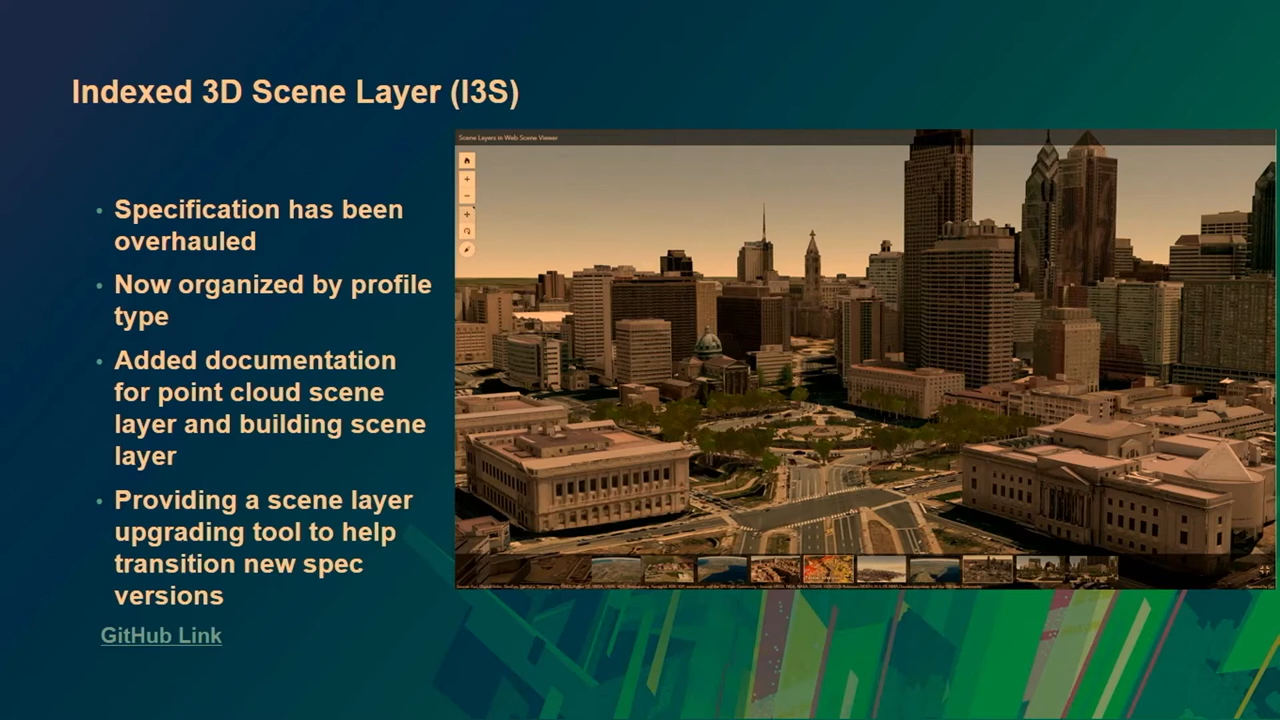 Indexed 3D Scene Layer (I3S)
Scene Layers in Web Scene Viewer
• Specification has been
overhauled
• Now organized by profile
type
• Added documentation
for point cloud scene
layer and building scene
layer
• Providing a scene layer
upgrading tool to help
transition new spec
versions
GitHub Link